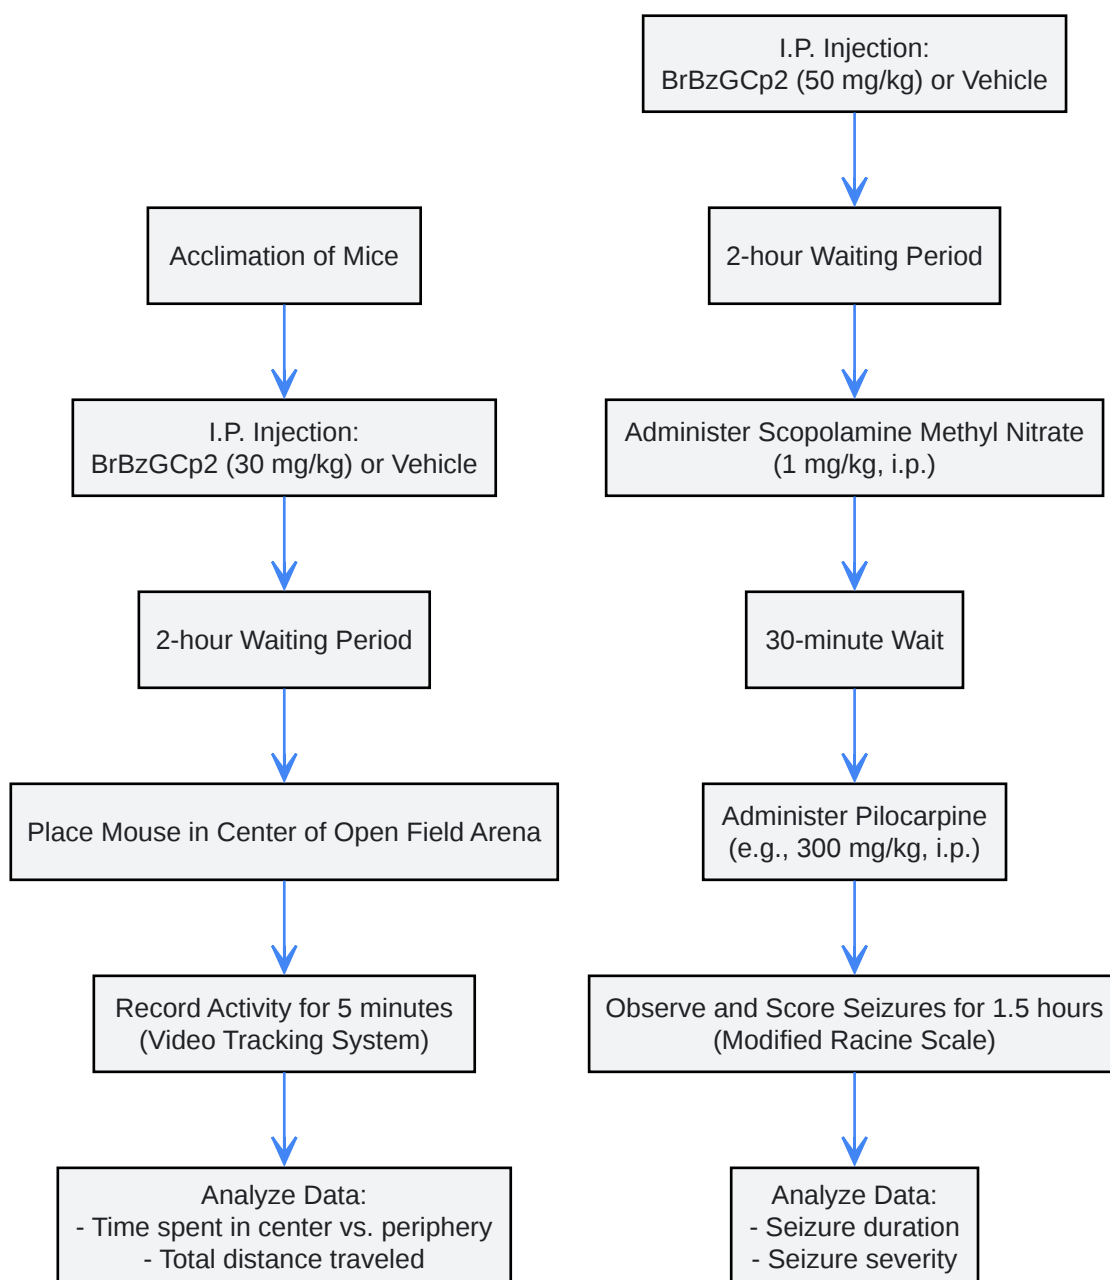 Acclimation of Mice
I.P. Injection:
BrBzGCp2 (30 mg/kg) or Vehicle
2-hour Waiting Period
Place Mouse in Center of Open Field Arena
Record Activity for 5 minutes
(Video Tracking System)
Analyze Data:
- Time spent in center vs. periphery
- Total distance traveled
I.P. Injection:
BrBzGCp2 (50 mg/kg) or Vehicle
2-hour Waiting Period
Administer Scopolamine Methyl Nitrate
(1 mg/kg, i.p.)
30-minute Wait
Administer Pilocarpine
(e.g., 300 mg/kg, i.p.)
Observe and Score Seizures for 1.5 hours
(Modified Racine Scale)
Analyze Data:
- Seizure duration
- Seizure severity